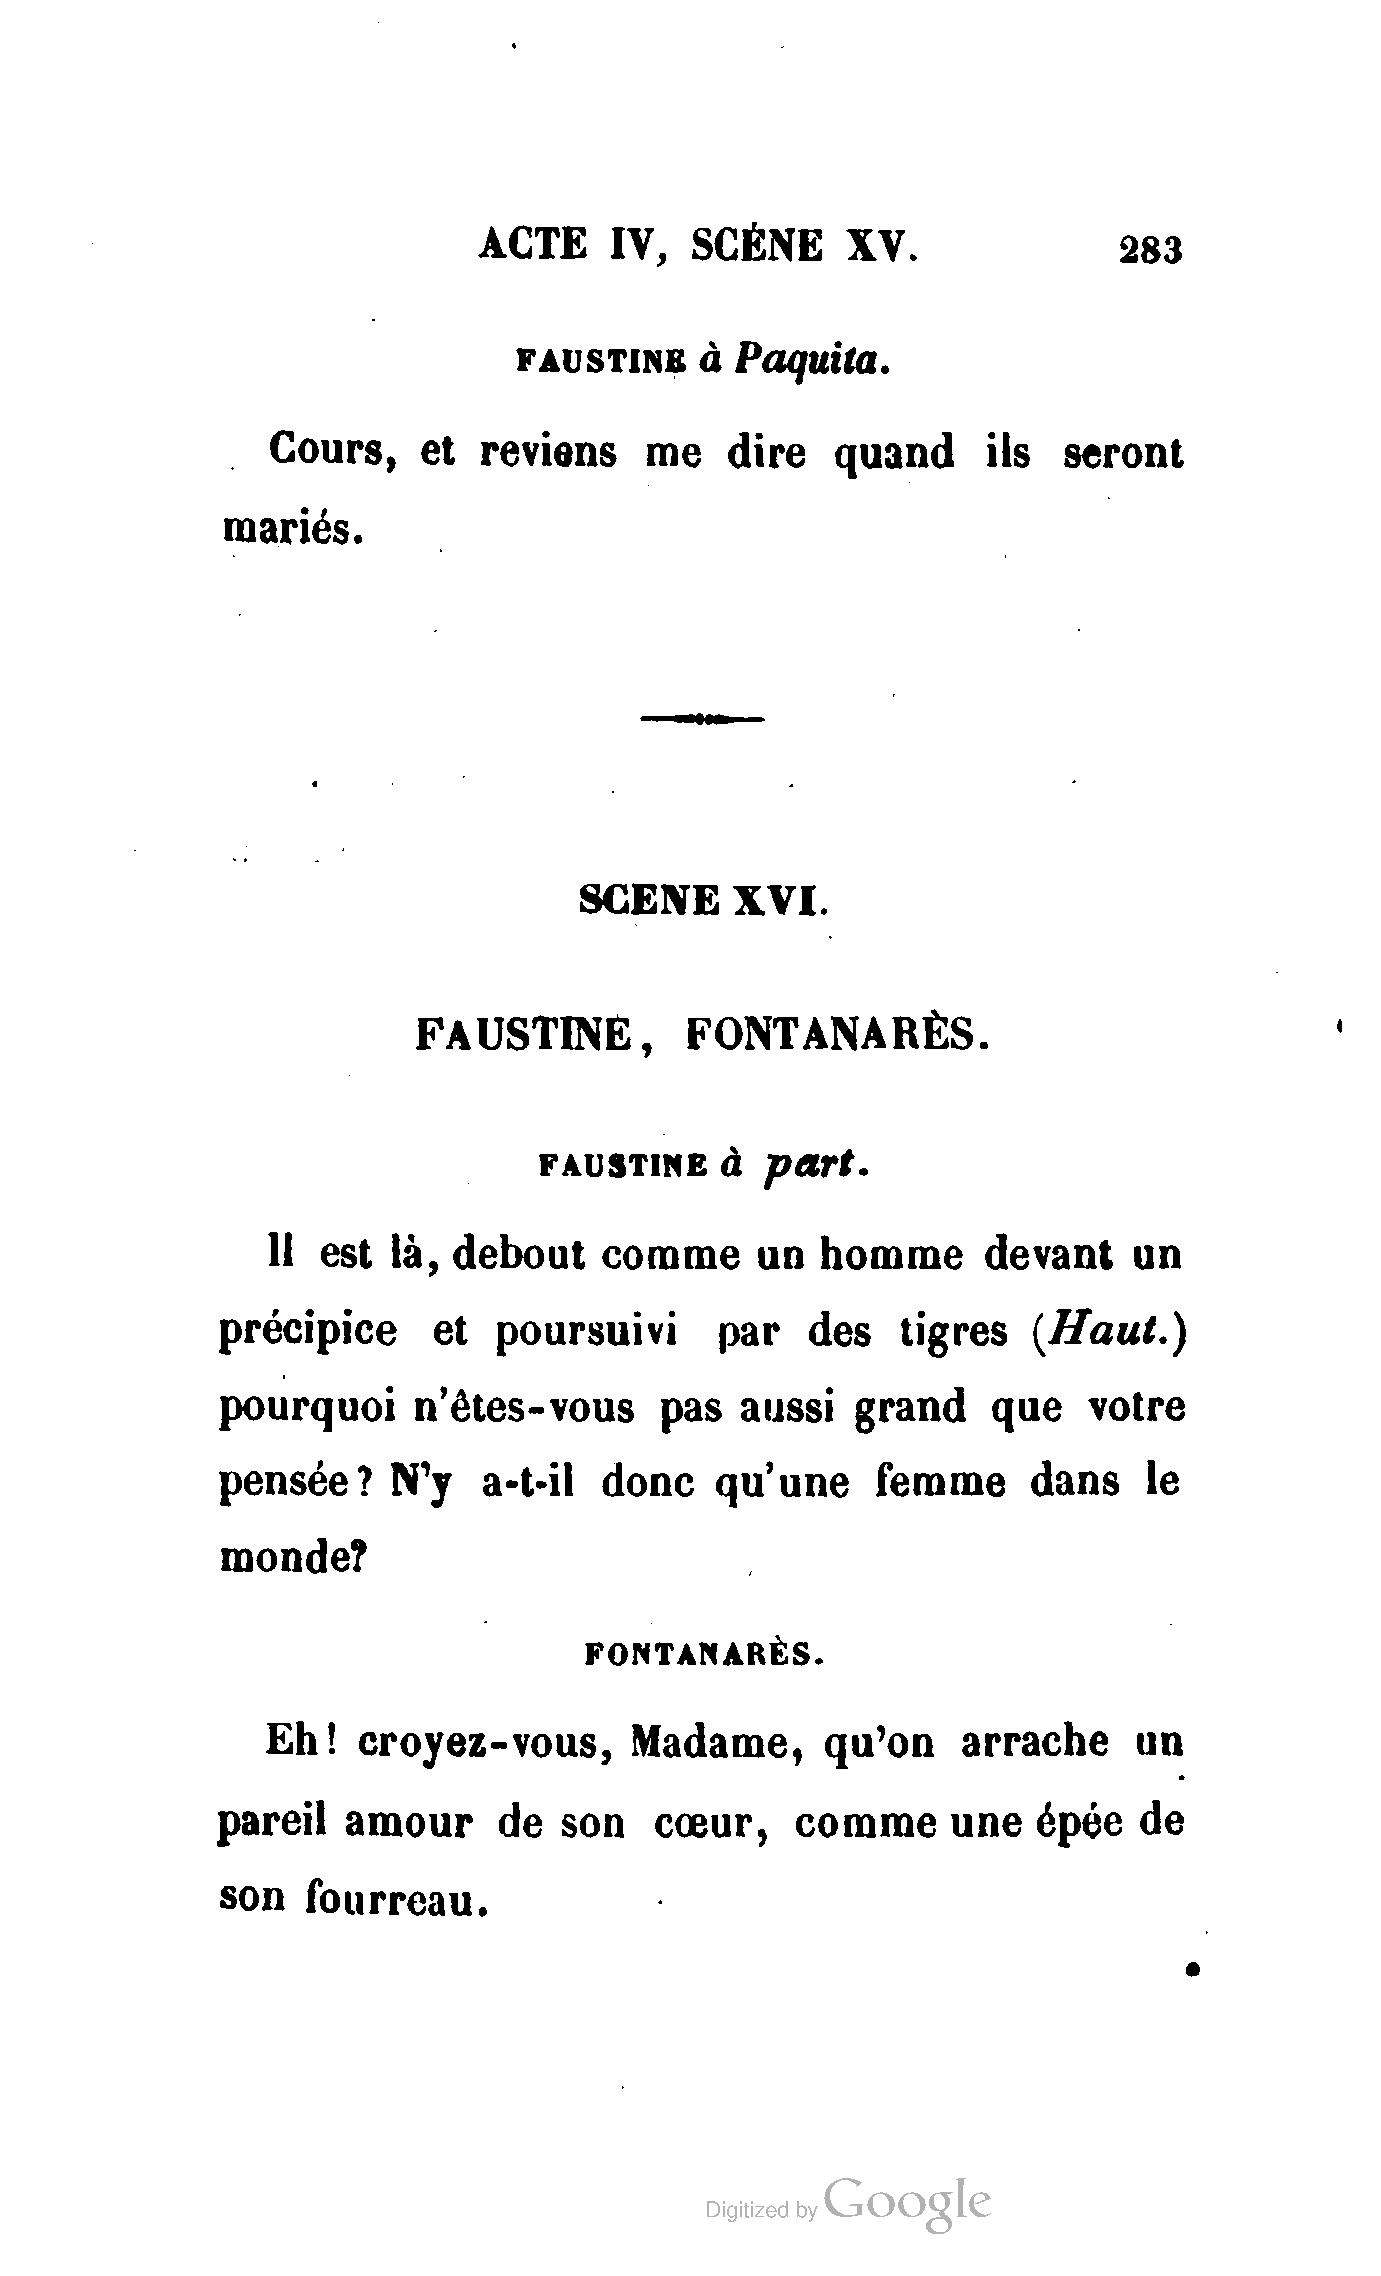 ACTE IV, SCÉNE XV. 283
FAUSTINE à Paquita.
Cours, et reviens me dire quand ils seront
mariés.
SCENE XVI.
FAUSTINE, FONTANARÈS.
FAUSTINE à part.
Il est là, debout comme un homme devant un
précipice et poursuivi par des tigres (Haut.)
pourquoi n'êtes-vous pas aussi grand que votre
pensée? N'y a-t-il donc qu'une femme dans le
monde?
FONTANARÈS.
Eh! croyez-vous, Madame, qu'on arrache un
pareil amour de son cœur, comme une épée de
son fourreau.
Digitized by Google